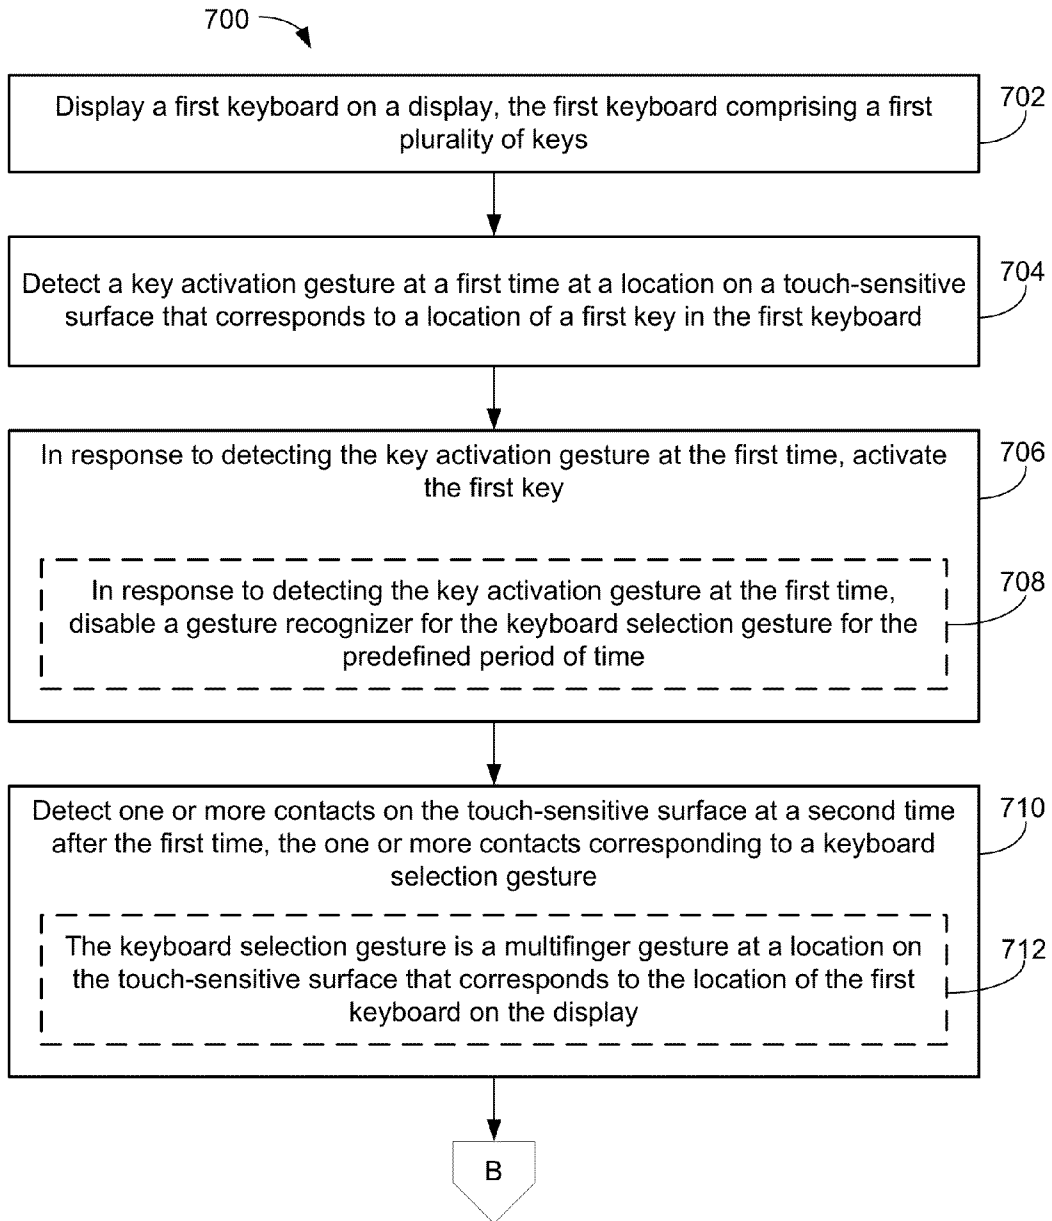 700
Display a first keyboard on a display, the first keyboard comprising a first
plurality of keys
702
Detect a key activation gesture at a first time at a location on a touch-sensitive
surface that corresponds to a location of a first key in the first keyboard
704
In response to detecting the key activation gesture at the first time, activate
the first key
706
In response to detecting the key activation gesture at the first time,
disable a gesture recognizer for the keyboard selection gesture for the
predefined period of time
708
Detect one or more contacts on the touch-sensitive surface at a second time
after the first time, the one or more contacts corresponding to a keyboard
selection gesture
710
The keyboard selection gesture is a multifinger gesture at a location on
the touch-sensitive surface that corresponds to the location of the first
keyboard on the display
712
B